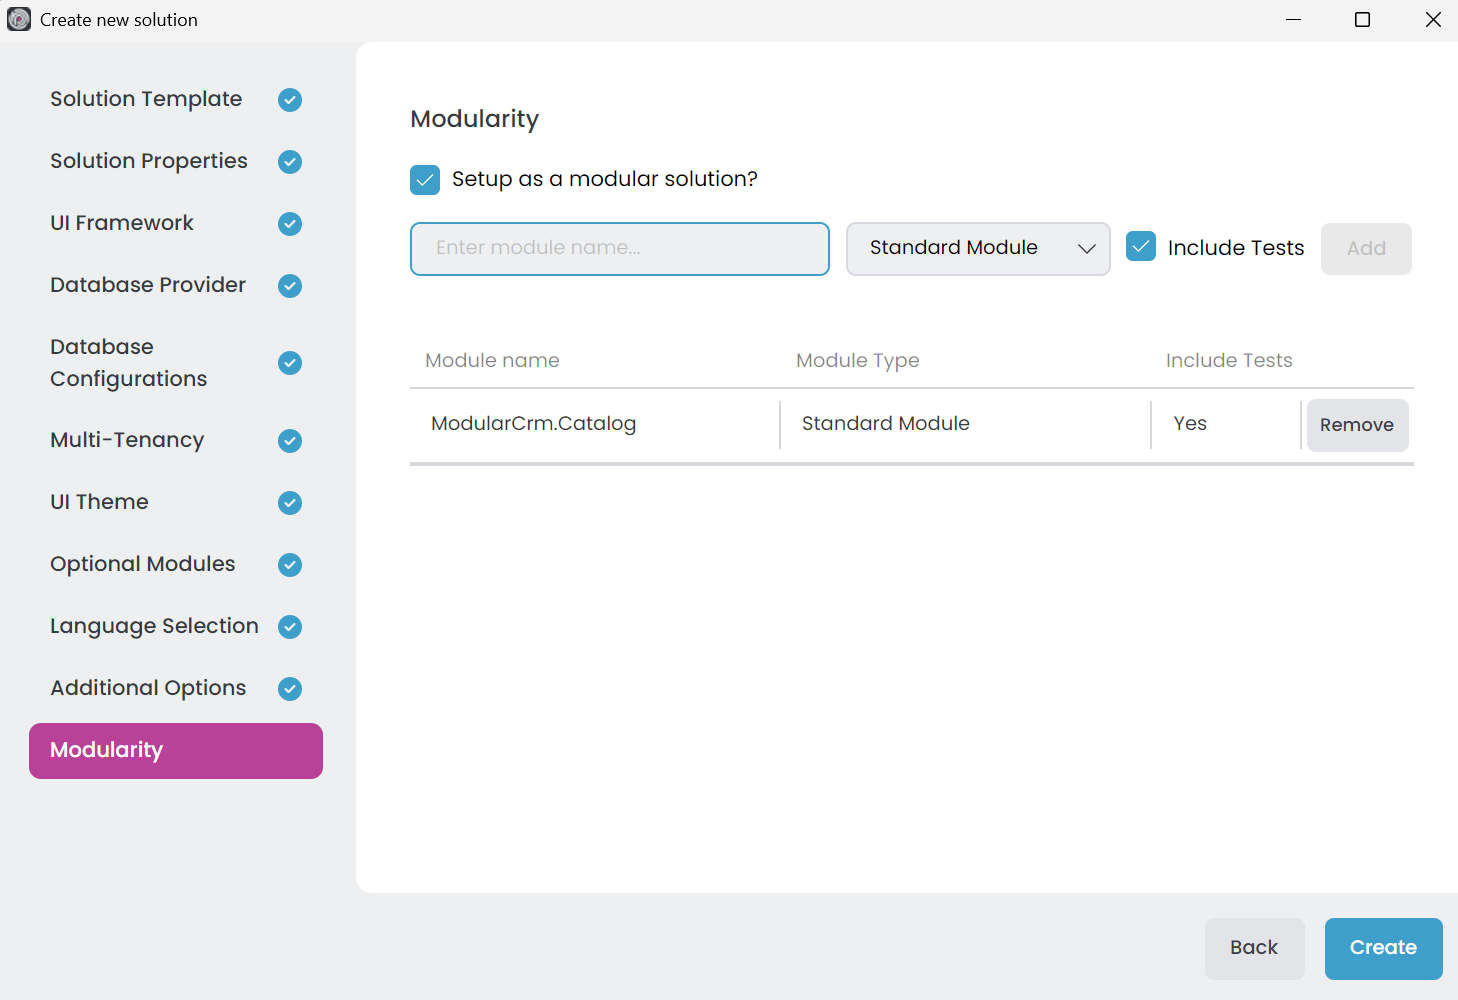 Create new solution
Solution Template
Solution Properties
UI Framework
Database Provider
Database
Configurations
Multi-Tenancy
UI Theme
Optional Modules
Language Selection
Additional Options
Modularity
Modularity
Setup as a modular solution?
Enter module name...
Standard Module
Include Tests
Add
Module name
Module Type
Include Tests
ModularCrm.Catalog
Standard Module
Yes
Remove
Back
Create